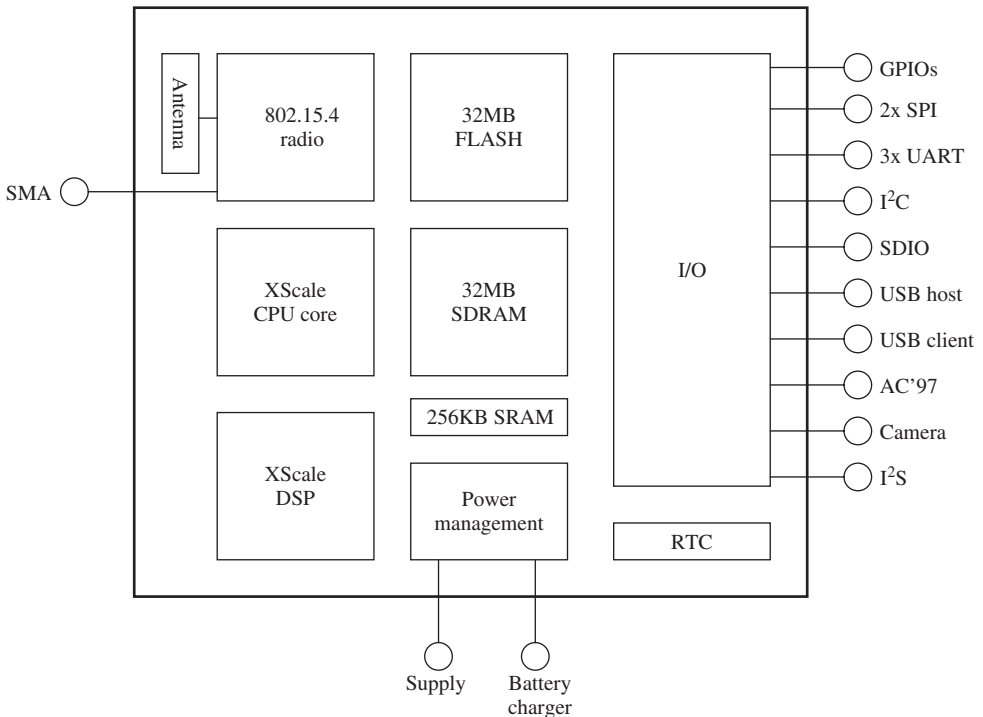 Antenna
802.15.4
radio
32MB
FLASH
SMA
XScale
CPU core
32MB
SDRAM
I/O
256KB SRAM
XScale
DSP
Power
management
RTC
GPIOs
2x SPI
3x UART
I²C
SDIO
USB host
USB client
AC’97
Camera
I²S
Supply
Battery
charger